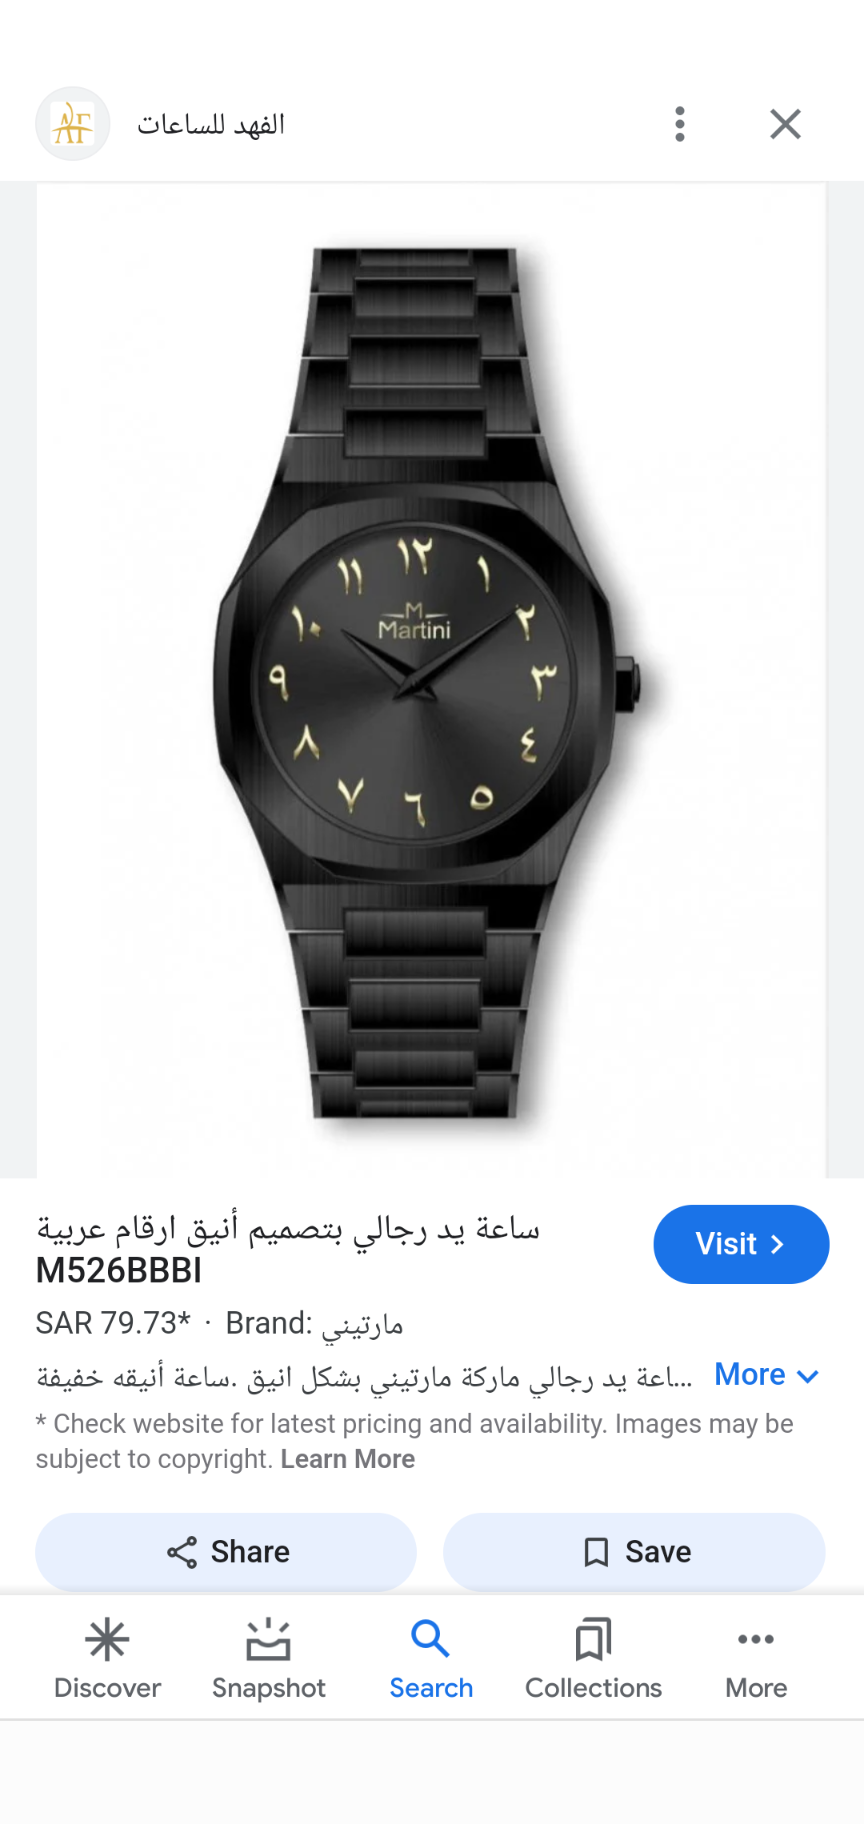 الفهد للساعات
١٢
١١
١
١٠
٢
M
Martini
٩
٣
٨
٤
٧
٦
٥
ساعة يد رجالي بتصميم أنيق ارقام عربية
M526BBBI
SAR 79.73* · Brand: مارتيني
...اعة يد رجالي ماركة مارتيني بشكل انيق .ساعة أنيقه خفيفة More
* Check website for latest pricing and availability. Images may be
subject to copyright. Learn More
Visit
Share
Save
Discover
Snapshot
Search
Collections
More